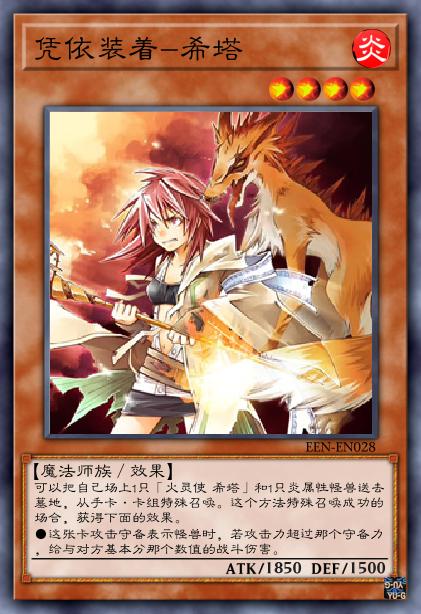 凭依装着–希塔
炎
EEN-EN028
【魔法师族/效果】
可以把自己场上1只「火灵使 希塔」和1只炎属性怪兽送去
墓地，从手卡·卡组特殊召唤。这个方法特殊召唤成功的
场合，获得下面的效果。
●这张卡攻击守备表示怪兽时，若攻击力超过那个守备力
，给与对方基本分那个数值的战斗伤害。
ATK/1850 DEF/1500